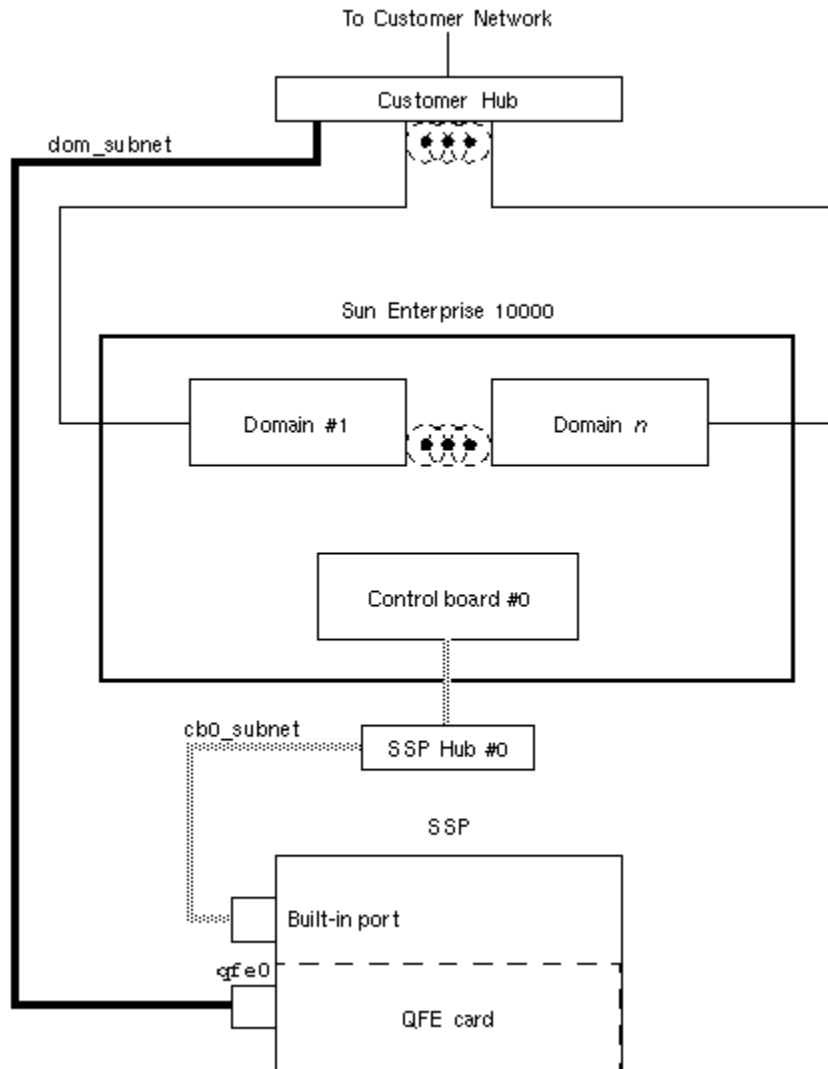 To Customer Network
Customer Hub
dom_subnet
Sun Enterprise 10000
Domain #1
Domain n
Control board #0
cb0_subnet
SSP Hub #0
SSP
Built-in port
qfe0
QFE card